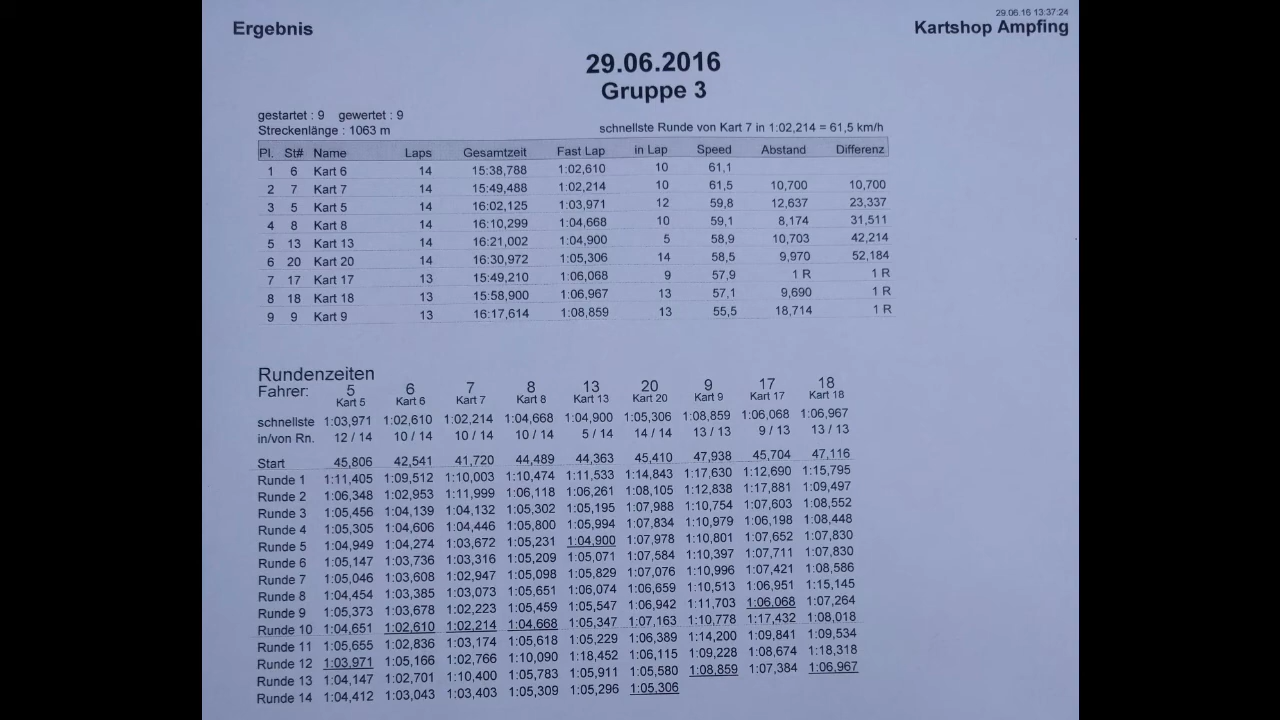 29.06.16 13:37:24
Ergebnis Kartshop Ampfing
29.06.2016
Gruppe 3
gestartet : 9 gewertet : 9
Streckenlänge : 1063 m schnellste Runde von Kart 7 in 1:02,214 = 61,5 km/h
Pl. St# Name Laps Gesamtzeit Fast Lap in Lap Speed Abstand Differenz
1 6 Kart 6 14 15:38,788 1:02,610 10 61,1
2 7 Kart 7 14 15:49,488 1:02,214 10 61,5 10,700 10,700
3 5 Kart 5 14 16:02,125 1:03,971 12 59,8 12,637 23,337
4 8 Kart 8 14 16:10,299 1:04,668 10 59,1 8,174 31,511
5 13 Kart 13 14 16:21,002 1:04,900 5 58,9 10,703 42,214
6 20 Kart 20 14 16:30,972 1:05,306 14 58,5 9,970 52,184
7 17 Kart 17 13 15:49,210 1:06,068 9 57,9 1 R 1 R
8 18 Kart 18 13 15:58,900 1:06,967 13 57,1 9,690 1 R
9 9 Kart 9 13 16:17,614 1:08,859 13 55,5 18,714 1 R
Rundenzeiten
Fahrer: 5 6 7 8 13 20 9 17 18
Kart 5 Kart 6 Kart 7 Kart 8 Kart 13 Kart 20 Kart 9 Kart 17 Kart 18
schnellste 1:03,971 1:02,610 1:02,214 1:04,668 1:04,900 1:05,306 1:08,859 1:06,068 1:06,967
in/von Rn. 12 / 14 10 / 14 10 / 14 10 / 14 5 / 14 14 / 14 13 / 13 9 / 13 13 / 13
Start 45,806 42,541 41,720 44,489 44,363 45,410 47,938 45,704 47,116
Runde 1 1:11,405 1:09,512 1:10,003 1:10,474 1:11,533 1:14,843 1:17,630 1:12,690 1:15,795
Runde 2 1:06,348 1:02,953 1:11,999 1:06,118 1:06,261 1:08,105 1:12,838 1:17,881 1:09,497
Runde 3 1:05,456 1:04,139 1:04,132 1:05,302 1:05,195 1:07,988 1:10,754 1:07,603 1:08,552
Runde 4 1:05,305 1:04,606 1:04,446 1:05,800 1:05,994 1:07,834 1:10,979 1:06,198 1:08,448
Runde 5 1:04,949 1:04,274 1:03,672 1:05,231 1:04,900 1:07,978 1:10,801 1:07,652 1:07,830
Runde 6 1:05,147 1:03,736 1:03,316 1:05,209 1:05,071 1:07,584 1:10,397 1:07,711 1:07,830
Runde 7 1:05,046 1:03,608 1:02,947 1:05,098 1:05,829 1:07,076 1:10,996 1:07,421 1:08,586
Runde 8 1:04,454 1:03,385 1:03,073 1:05,651 1:06,074 1:06,659 1:10,513 1:06,951 1:15,145
Runde 9 1:05,373 1:03,678 1:02,223 1:05,459 1:05,547 1:06,942 1:11,703 1:06,068 1:07,264
Runde 10 1:04,651 1:02,610 1:02,214 1:04,668 1:05,347 1:07,163 1:10,778 1:17,432 1:08,018
Runde 11 1:05,655 1:02,836 1:03,174 1:05,618 1:05,229 1:06,389 1:14,200 1:09,841 1:09,534
Runde 12 1:03,971 1:05,166 1:02,766 1:10,090 1:18,452 1:06,115 1:09,228 1:08,674 1:18,318
Runde 13 1:04,147 1:02,701 1:10,400 1:05,783 1:05,911 1:05,580 1:08,859 1:07,384 1:06,967
Runde 14 1:04,412 1:03,043 1:03,403 1:05,309 1:05,296 1:05,306